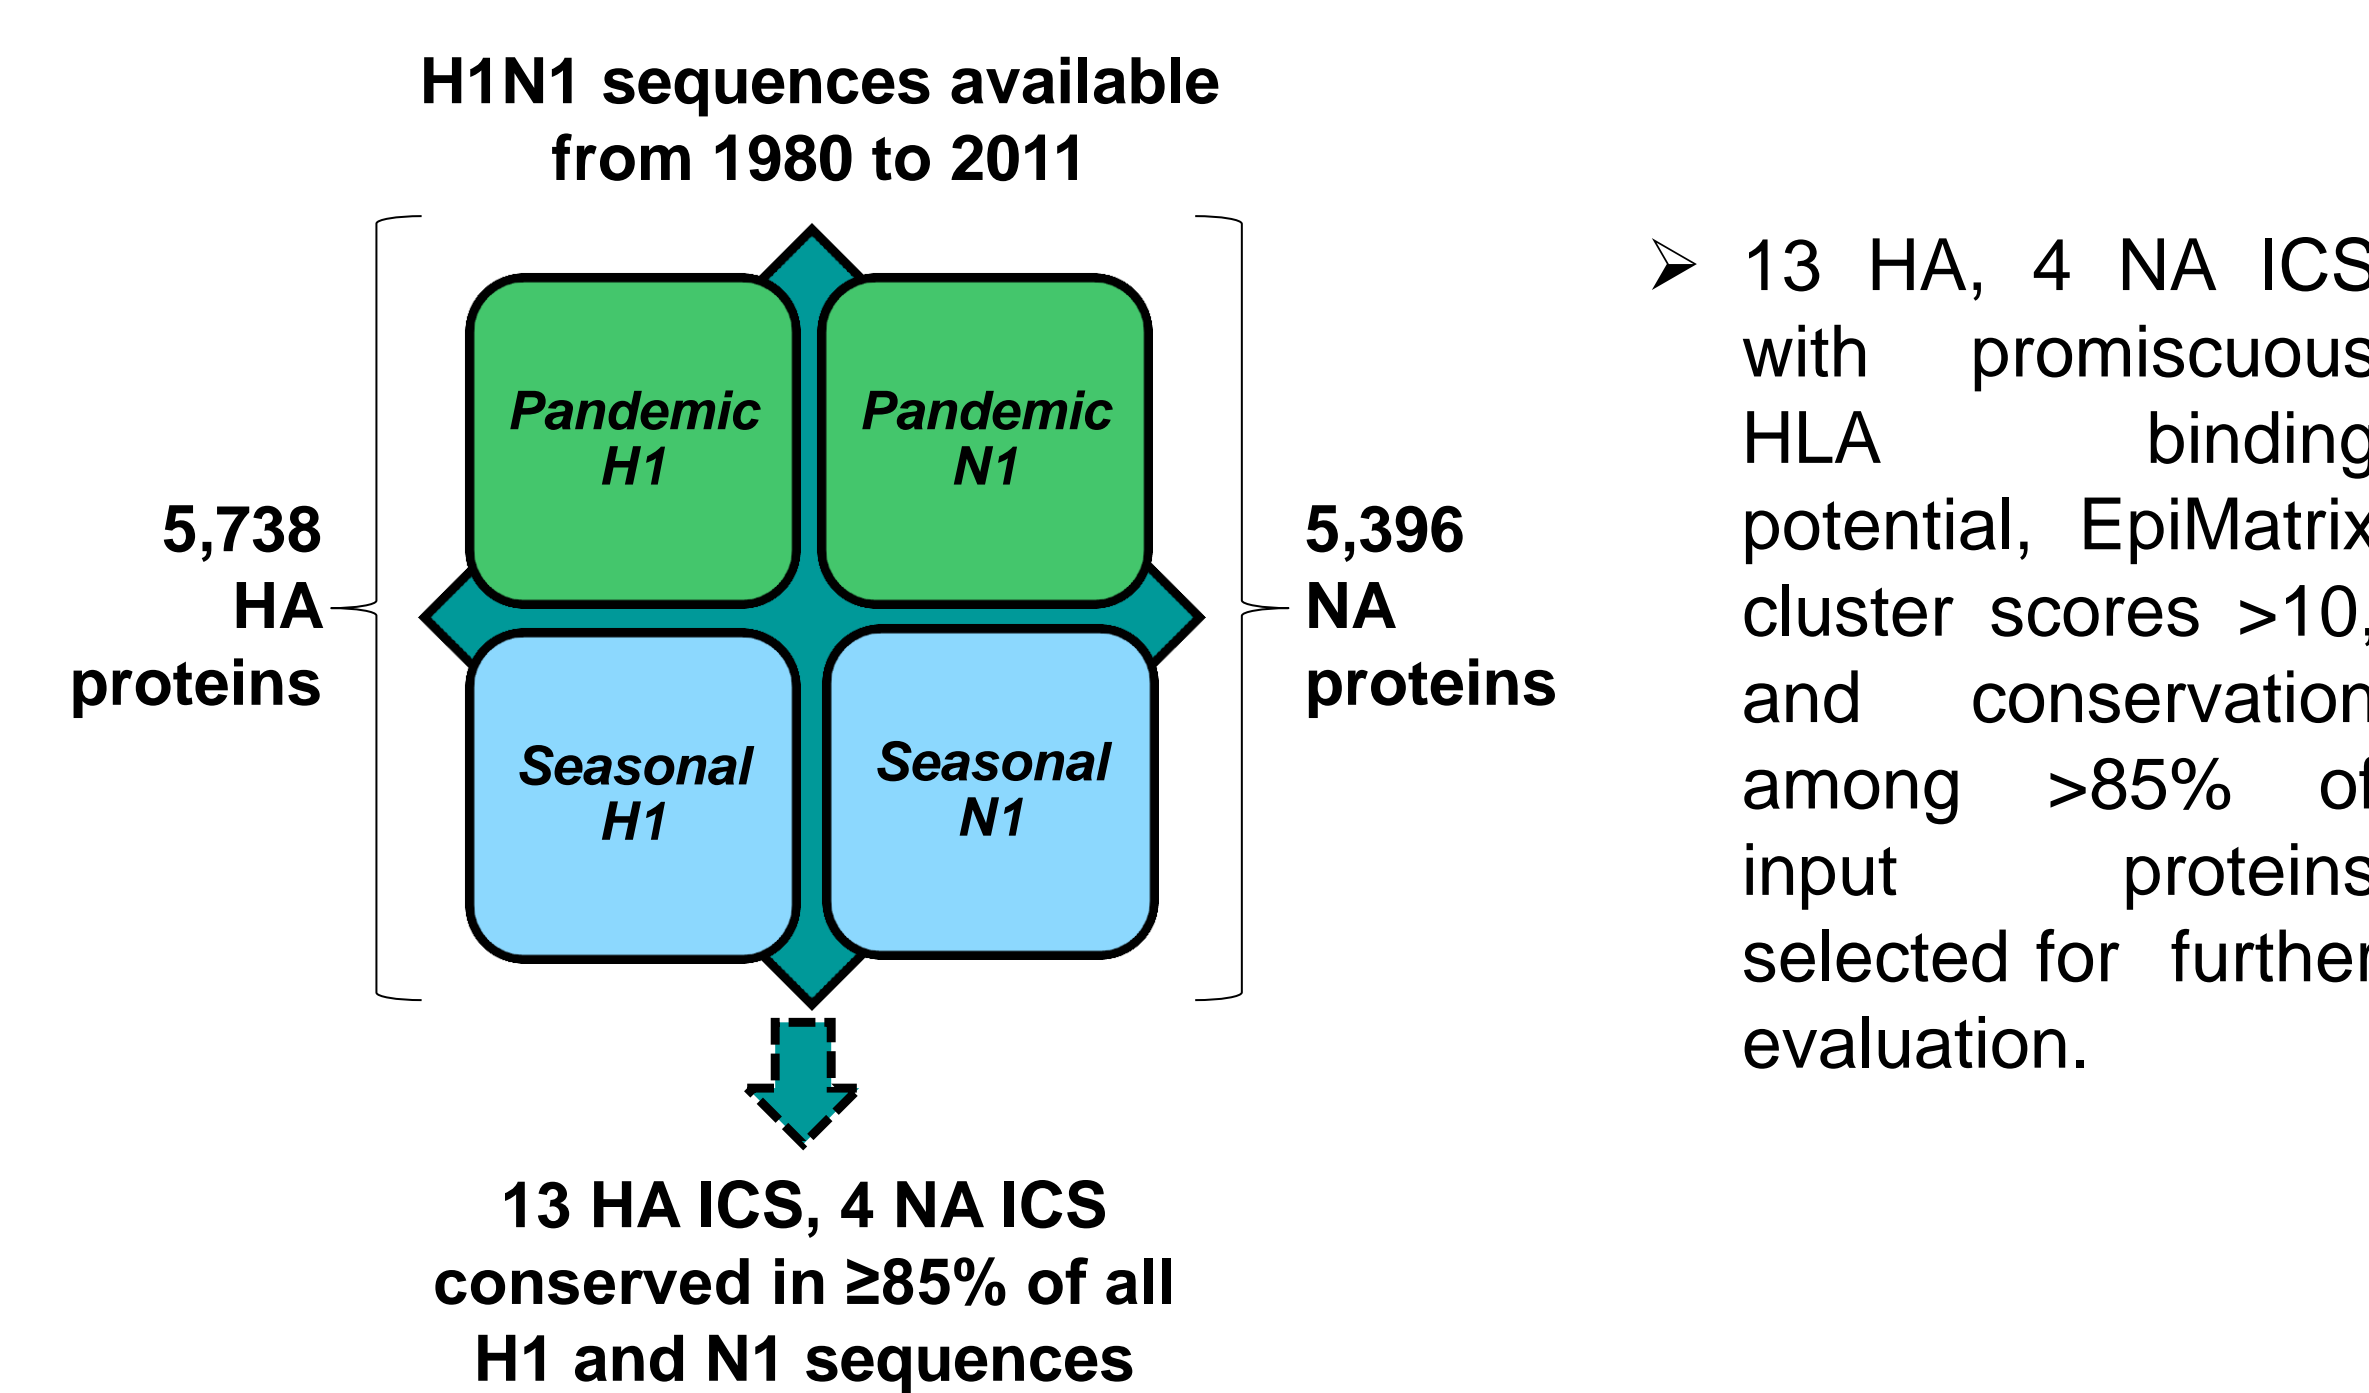 H1N1 sequences available
from 1980 to 2011
5,738
HA
proteins
Pandemic
H1
Pandemic
N1
Seasonal
H1
Seasonal
N1
5,396
NA
proteins
13 HA ICS, 4 NA ICS
conserved in ≥85% of all
H1 and N1 sequences
➢ 13 HA, 4 NA ICS
with promiscuous
HLA binding
potential, EpiMatrix
cluster scores >10,
and conservation
among >85% of
input proteins
selected for further
evaluation.